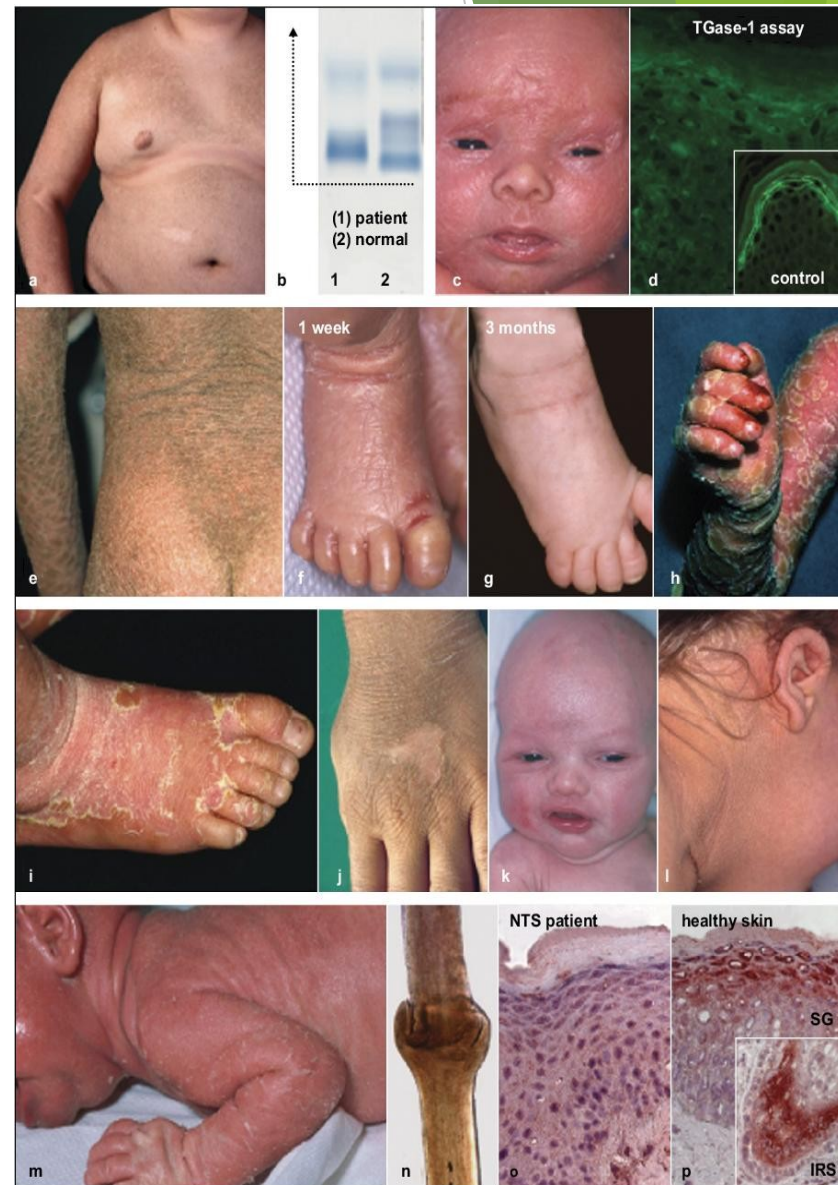 TGase-1 assay
(1) patient
(2) normal
a
b
1 2
c
d
control
1 week
3 months
e
f
g
h
i
j
k
l
NTS patient
healthy skin
SG
m
n
o
p
IRS